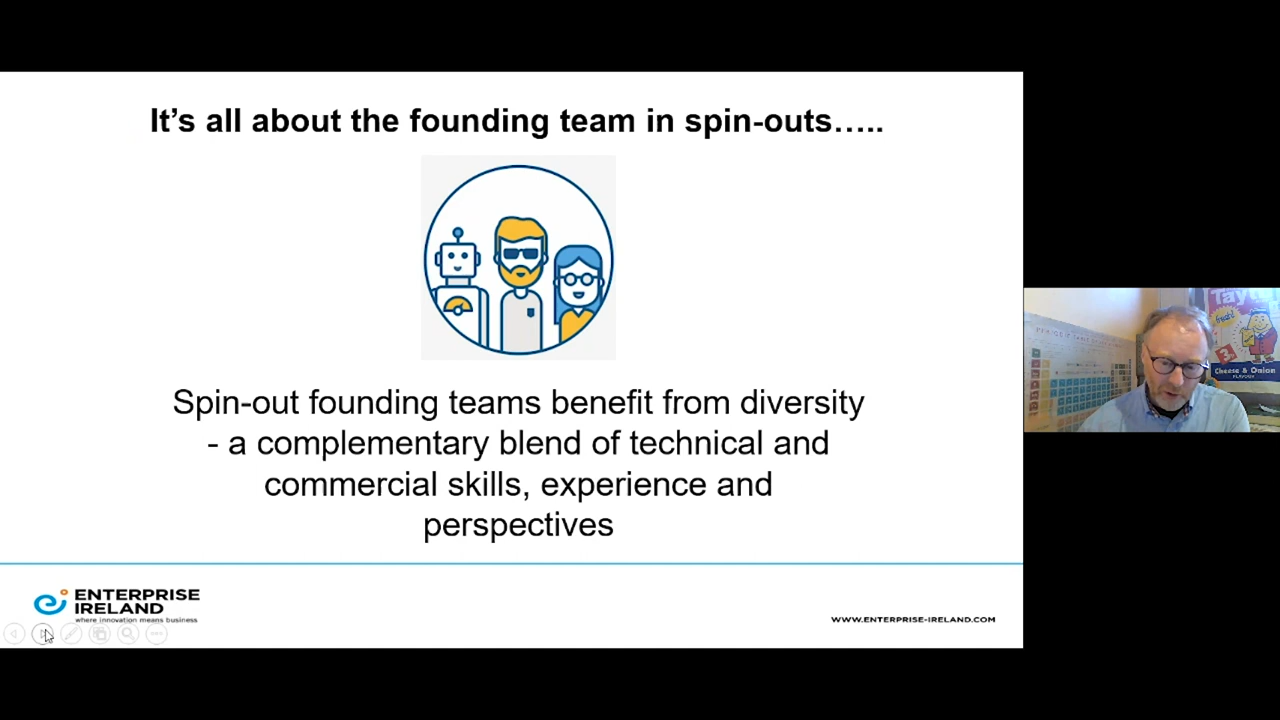 It's all about the founding team in spin-outs.....
Spin-out founding teams benefit from diversity
- a complementary blend of technical and
commercial skills, experience and
perspectives
ENTERPRISE
IRELAND
where innovation means business
WWW.ENTERPRISE-IRELAND.COM
Tayto
Cheese & Onion